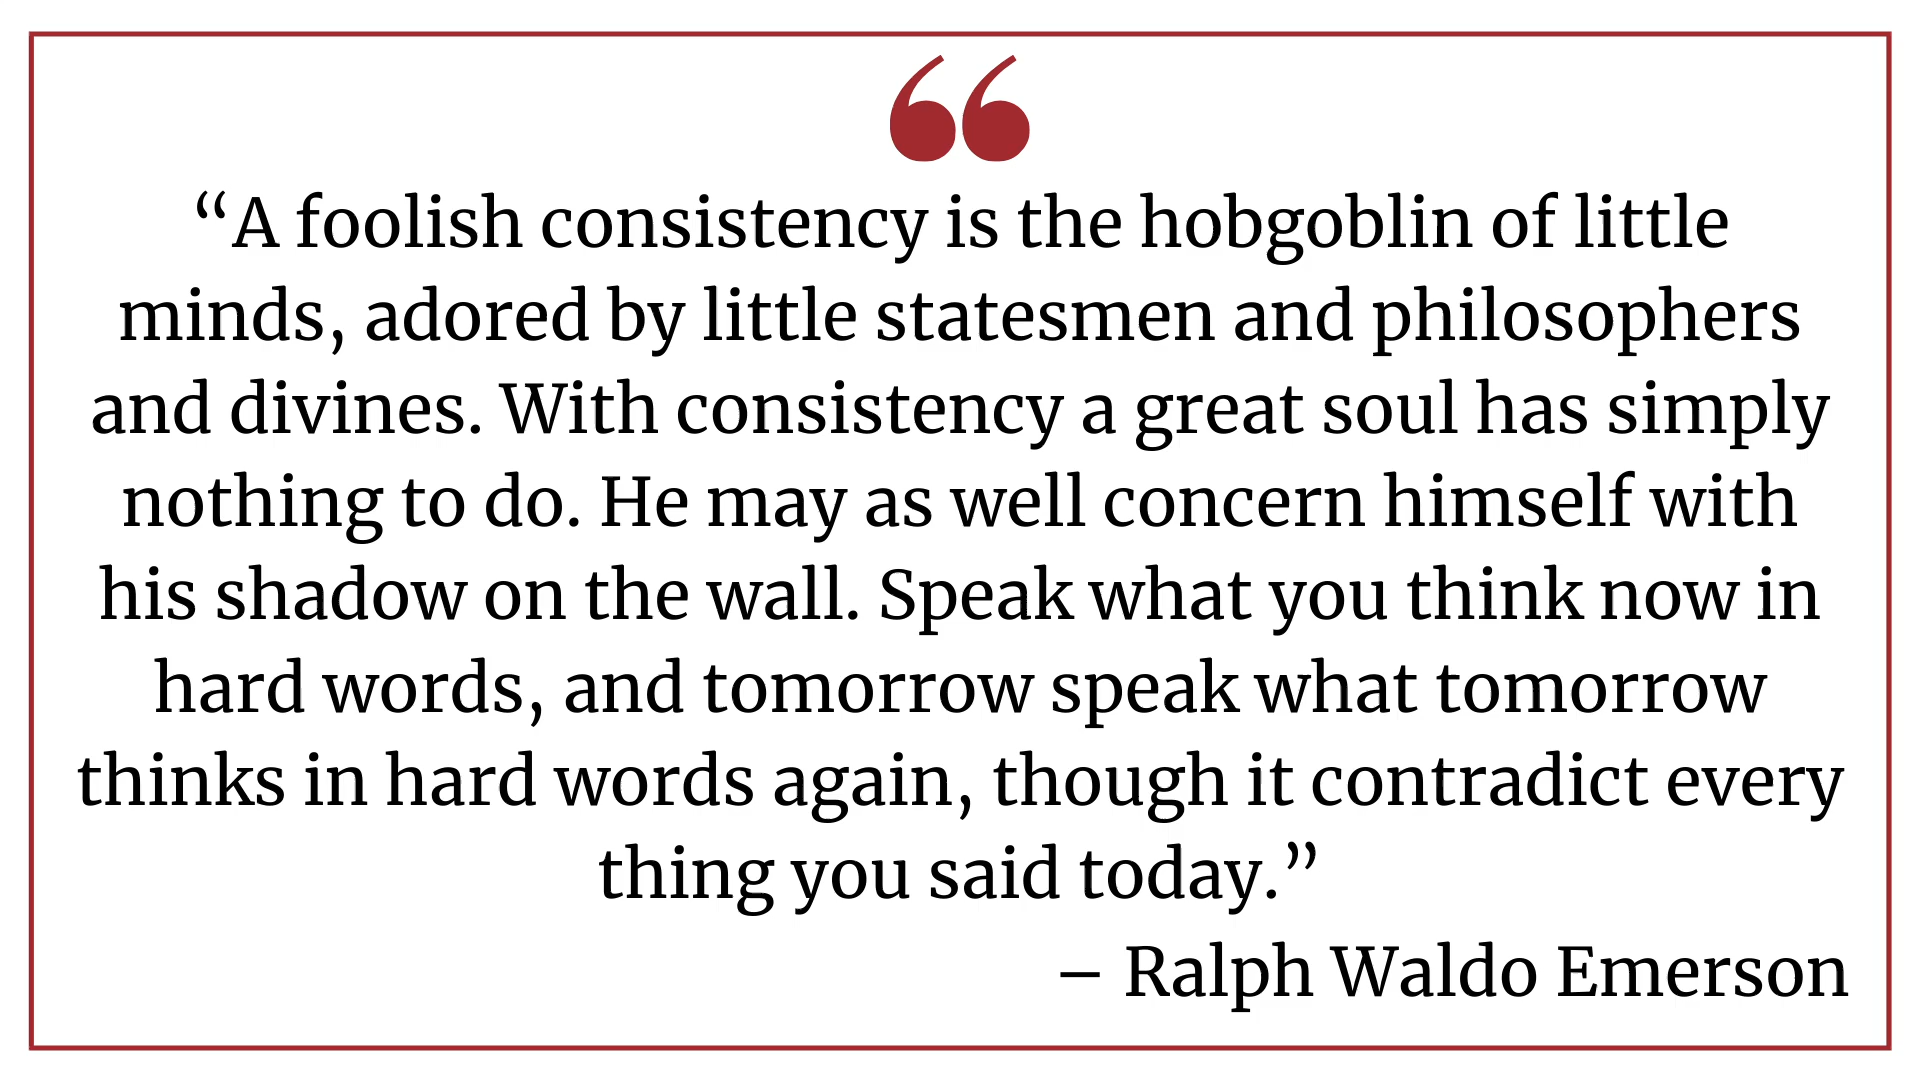 “A foolish consistency is the hobgoblin of little
minds, adored by little statesmen and philosophers
and divines. With consistency a great soul has simply
nothing to do. He may as well concern himself with
his shadow on the wall. Speak what you think now in
hard words, and tomorrow speak what tomorrow
thinks in hard words again, though it contradict every
thing you said today.”
– Ralph Waldo Emerson